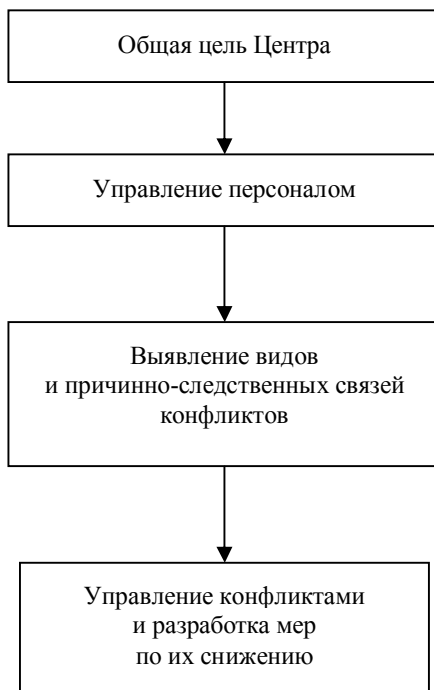 Общая цель Центра
Управление персоналом
Выявление видов
и причинно-следственных связей
конфликтов
Управление конфликтами
и разработка мер
по их снижению